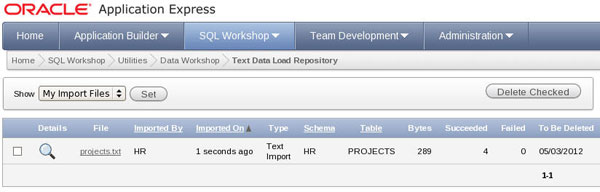 ORACLE Application Express
Home Application Builder SQL Workshop Team Development Administration
Home SQL Workshop Utilities Data Workshop Text Data Load Repository
Show My Import Files Set Delete Checked
Details File Imported By Imported On Type Schema Table Bytes Succeeded Failed To Be Deleted
projects.txt HR 1 seconds ago Text Import HR PROJECTS 289 4 0 05/03/2012
1-1